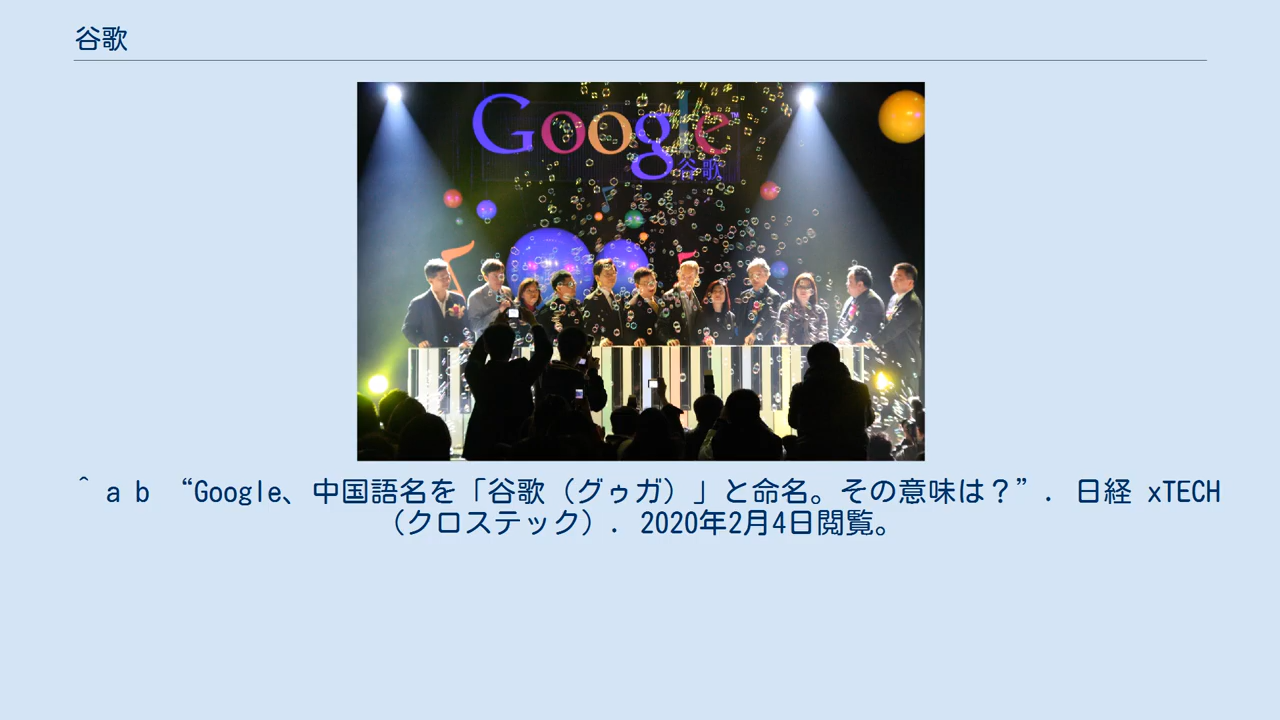 谷歌
Google
谷歌
^ a b “Google、中国語名を「谷歌（グゥガ）」と命名。その意味は？”. 日経 xTECH
（クロステック）. 2020年2月4日閲覧。